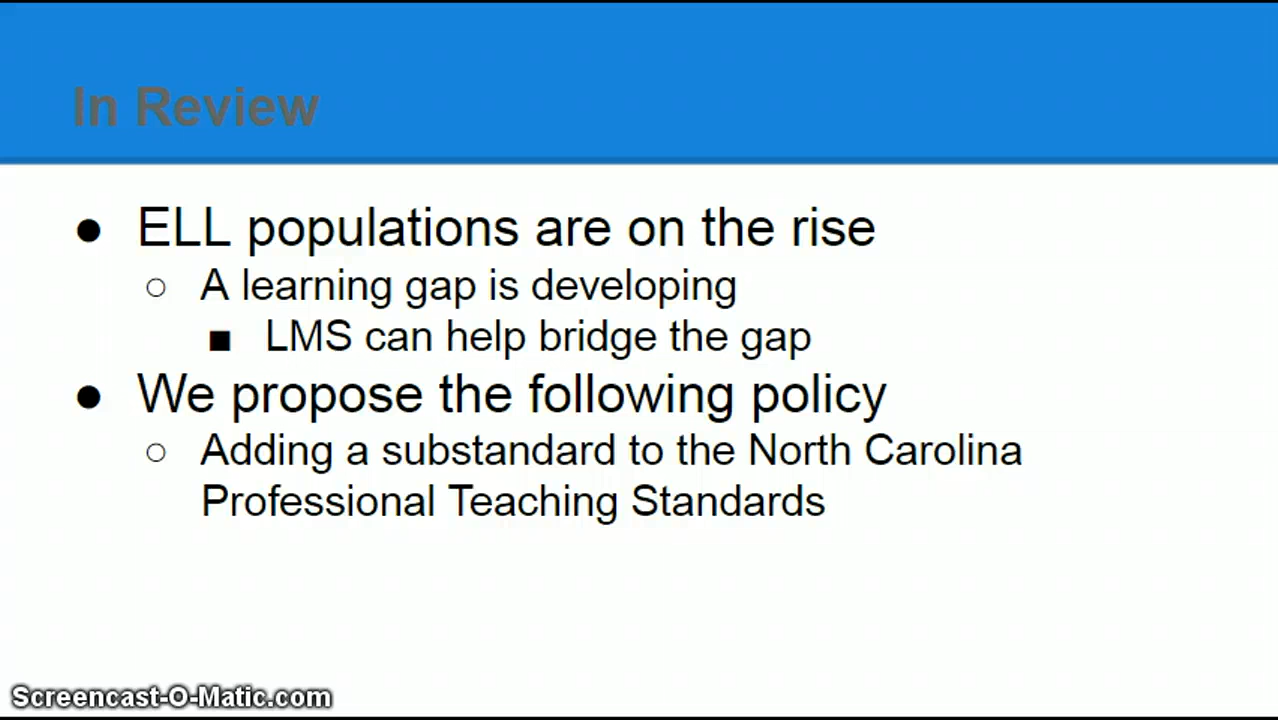 In Review
● ELL populations are on the rise
○ A learning gap is developing
■ LMS can help bridge the gap
● We propose the following policy
○ Adding a substandard to the North Carolina
Professional Teaching Standards
Screencast-O-Matic.com